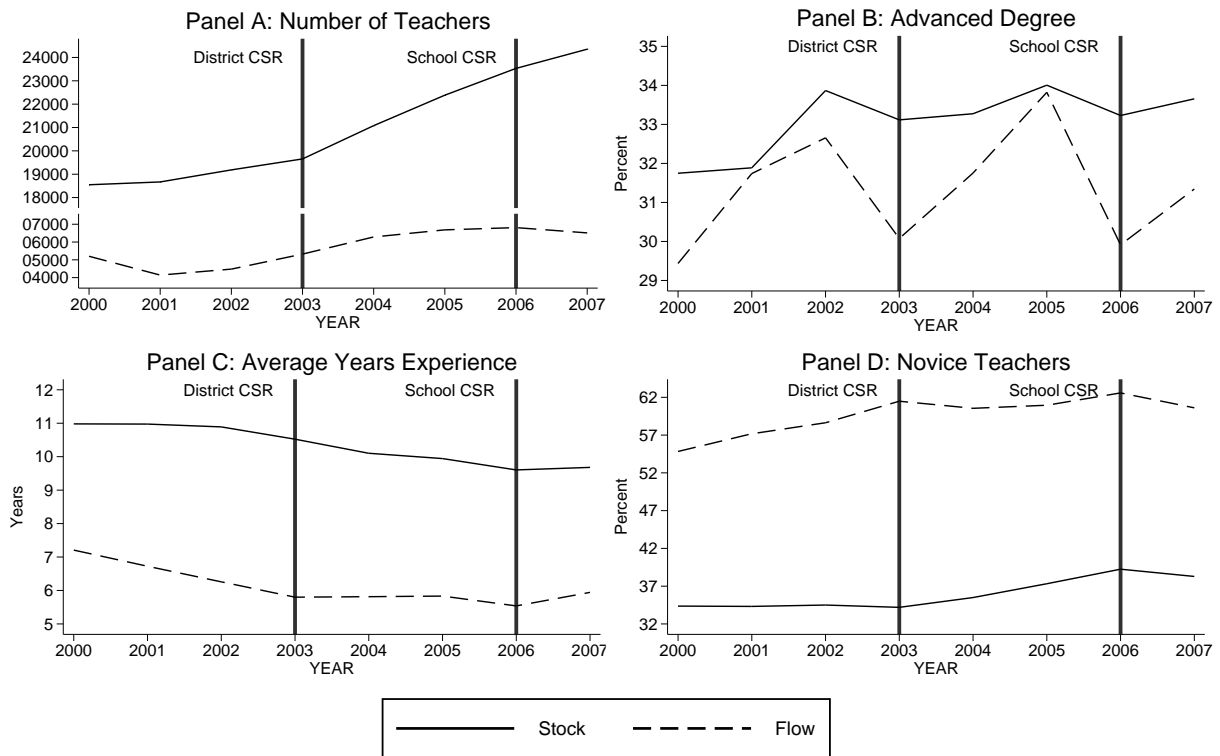 Panel A: Number of Teachers
District CSR
School CSR
24000
23000
22000
21000
20000
19000
18000
07000
06000
05000
04000
2000 2001 2002 2003 2004 2005 2006 2007
YEAR
Panel B: Advanced Degree
District CSR
School CSR
Percent
35
34
33
32
31
30
29
2000 2001 2002 2003 2004 2005 2006 2007
YEAR
Panel C: Average Years Experience
District CSR
School CSR
Years
12
11
10
9
8
7
6
5
2000 2001 2002 2003 2004 2005 2006 2007
YEAR
Panel D: Novice Teachers
District CSR
School CSR
Percent
62
57
52
47
42
37
32
2000 2001 2002 2003 2004 2005 2006 2007
YEAR
Stock Flow